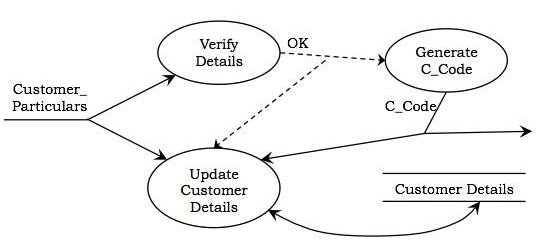 Verify
Details
OK
Generate
C_Code
Customer_
Particulars
C_Code
Update
Customer
Details
Customer Details